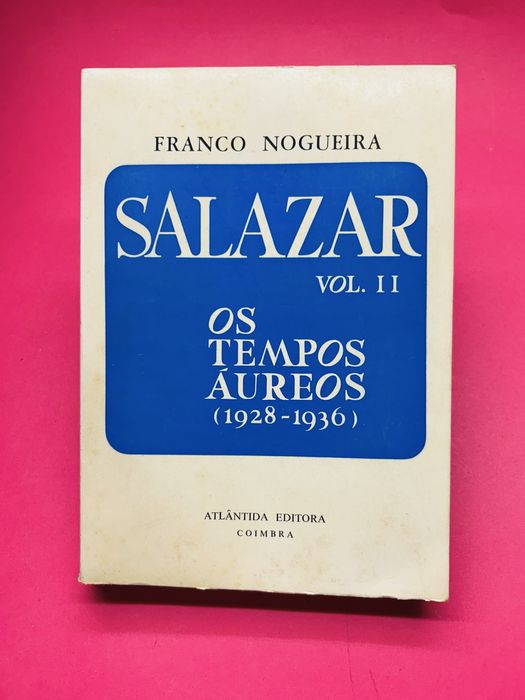 FRANCO NOGUEIRA
SALAZAR
VOL. II
OS
TEMPOS
ÁUREOS
(1928-1936)
ATLÂNTIDA EDITORA
COIMBRA